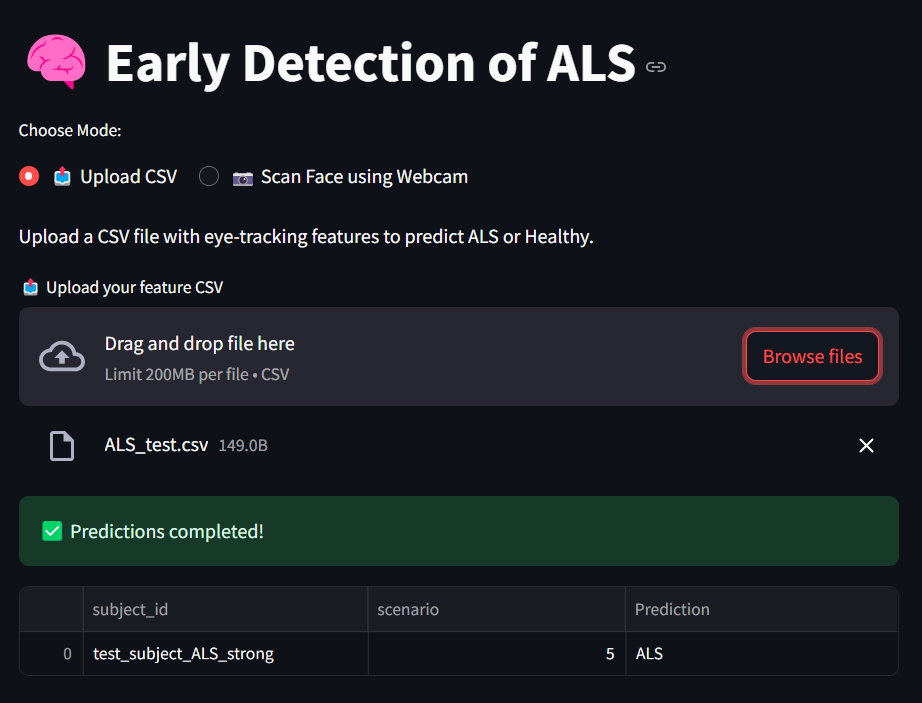 Early Detection of ALS
Choose Mode:
Upload CSV Scan Face using Webcam
Upload a CSV file with eye-tracking features to predict ALS or Healthy.
Upload your feature CSV
Drag and drop file here
Limit 200MB per file • CSV
Browse files
ALS_test.csv 149.0B
Predictions completed!
subject_id scenario Prediction
0 test_subject_ALS_strong 5 ALS